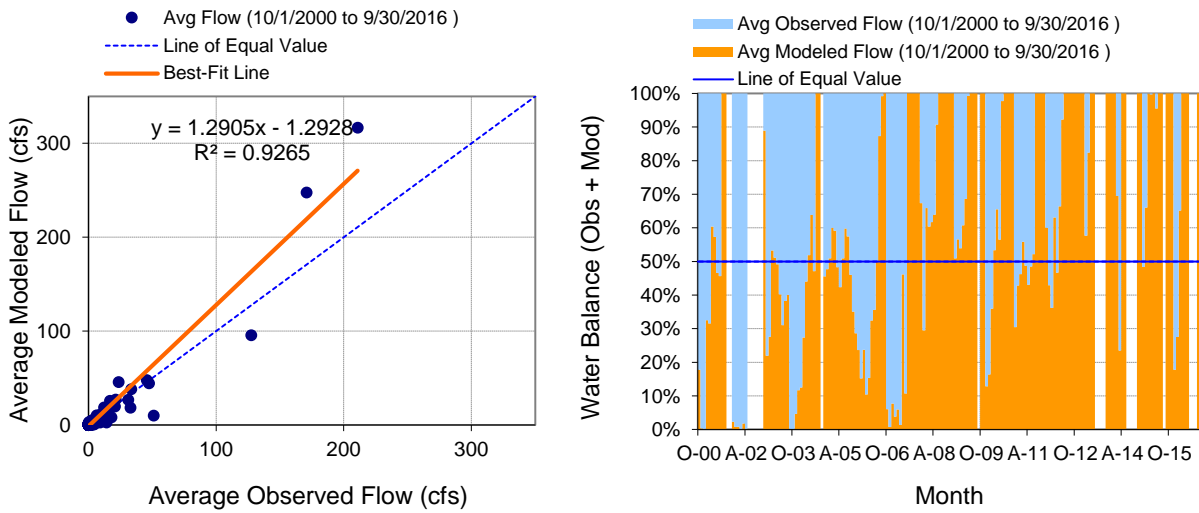 Avg Flow (10/1/2000 to 9/30/2016 )
Line of Equal Value
Best-Fit Line
y = 1.2905x - 1.2928
R² = 0.9265
Average Modeled Flow (cfs)
300
200
100
0
0 100 200 300
Average Observed Flow (cfs)
Avg Observed Flow (10/1/2000 to 9/30/2016 )
Avg Modeled Flow (10/1/2000 to 9/30/2016 )
Line of Equal Value
Water Balance (Obs + Mod)
100%
90%
80%
70%
60%
50%
40%
30%
20%
10%
0%
O-00 A-02 O-03 A-05 O-06 A-08 O-09 A-11 O-12 A-14 O-15
Month